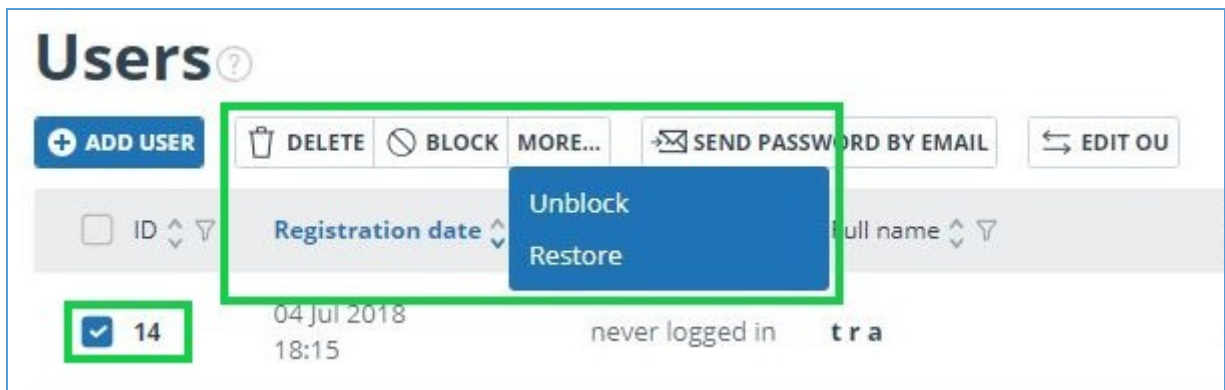 Users ?
ADD USER DELETE BLOCK MORE... SEND PASSWORD BY EMAIL EDIT OU
Unblock
ID Registration date Full name
Restore
14 04 Jul 2018 18:15 never logged in t r a